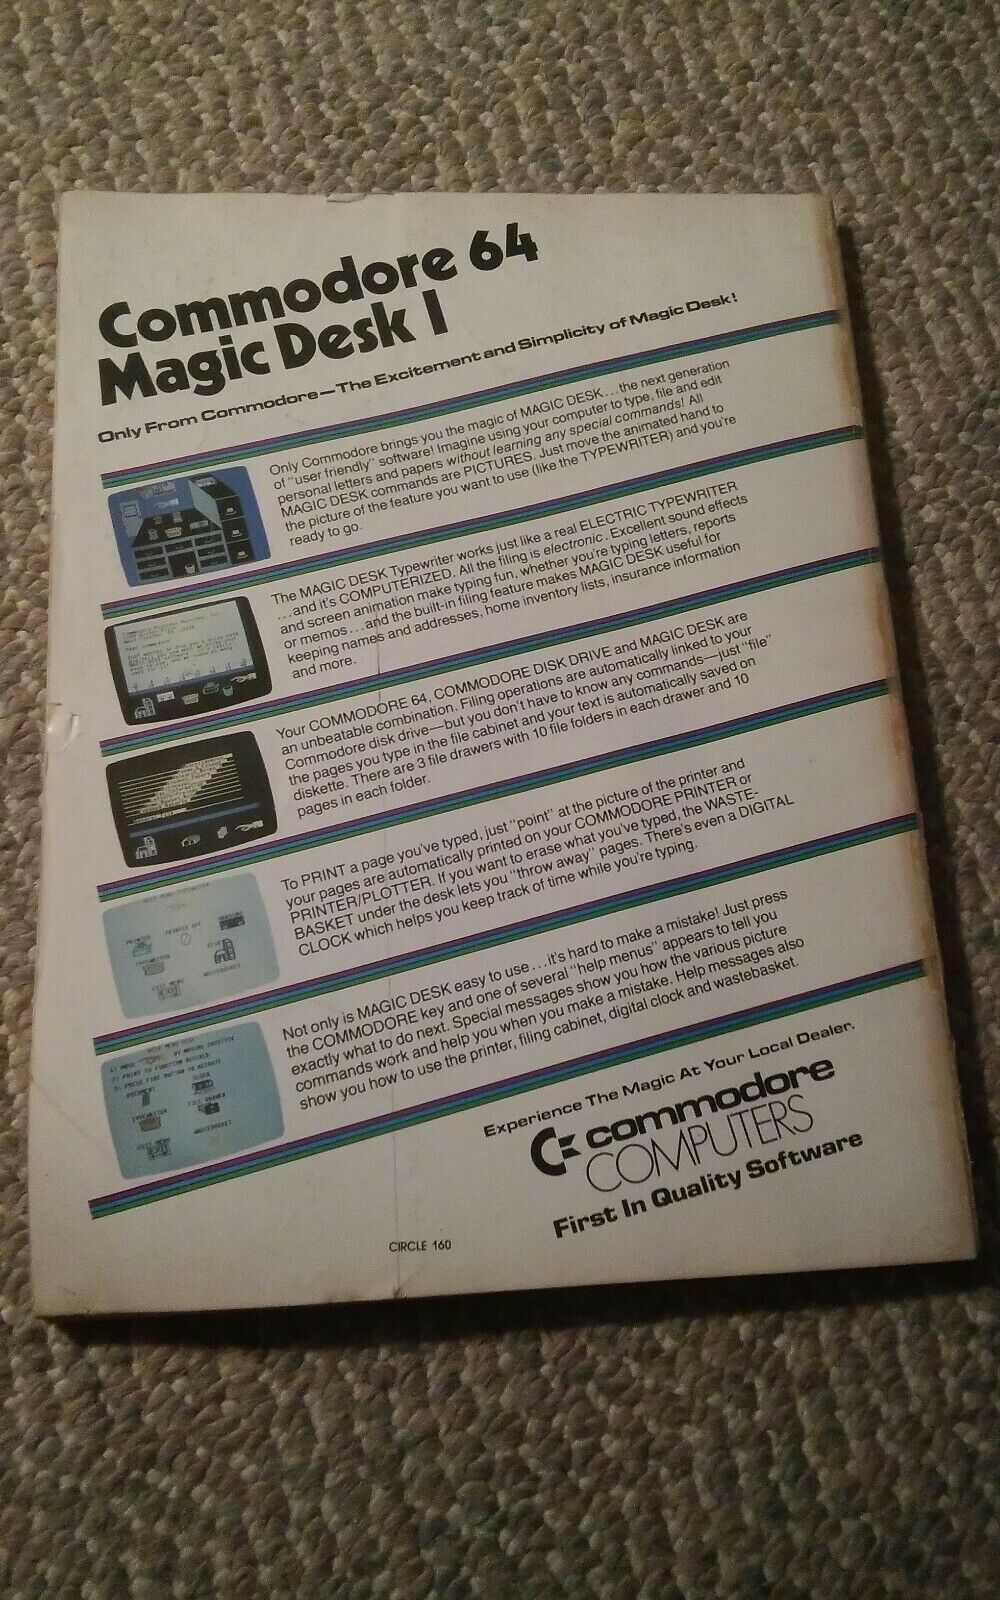 Commodore 64
Magic Desk I
Only From Commodore—The Excitement and Simplicity of Magic Desk!
Only Commodore brings you the magic of MAGIC DESK...the next generation
of "user friendly" software! Imagine using your computer to type, file and edit
personal letters and papers without learning any special commands! All
MAGIC DESK commands are PICTURES. Just move the animated hand to
the picture of the feature you want to use (like the TYPEWRITER) and you're
ready to go.
The MAGIC DESK Typewriter works just like a real ELECTRIC TYPEWRITER
...and it's COMPUTERIZED. All the filing is electronic. Excellent sound effects
and screen animation make typing fun, whether you're typing letters, reports
or memos...and the built-in filing feature makes MAGIC DESK useful for
keeping names and addresses, home inventory lists, insurance information
and more.
Your COMMODORE 64, COMMODORE DISK DRIVE and MAGIC DESK are
an unbeatable combination. Filing operations are automatically linked to your
Commodore disk drive—but you don't have to know any commands—just "file"
the pages you type in the file cabinet and your text is automatically saved on
diskette. There are 3 file drawers with 10 file folders in each drawer and 10
pages in each folder.
To PRINT a page you've typed, just "point" at the picture of the printer and
your pages are automatically printed on your COMMODORE PRINTER or
PRINTER/PLOTTER. If you want to erase what you've typed, the WASTE-
BASKET under the desk lets you "throw away" pages. There's even a DIGITAL
CLOCK which helps you keep track of time while you're typing.
Not only is MAGIC DESK easy to use...it's hard to make a mistake! Just press
the COMMODORE key and one of several "help menus" appears to tell you
exactly what to do next. Special messages show you how the various picture
commands work and help you when you make a mistake. Help messages also
show you how to use the printer, filing cabinet, digital clock and wastebasket.
Experience The Magic At Your Local Dealer.
commodore
COMPUTERS
First In Quality Software
CIRCLE 160